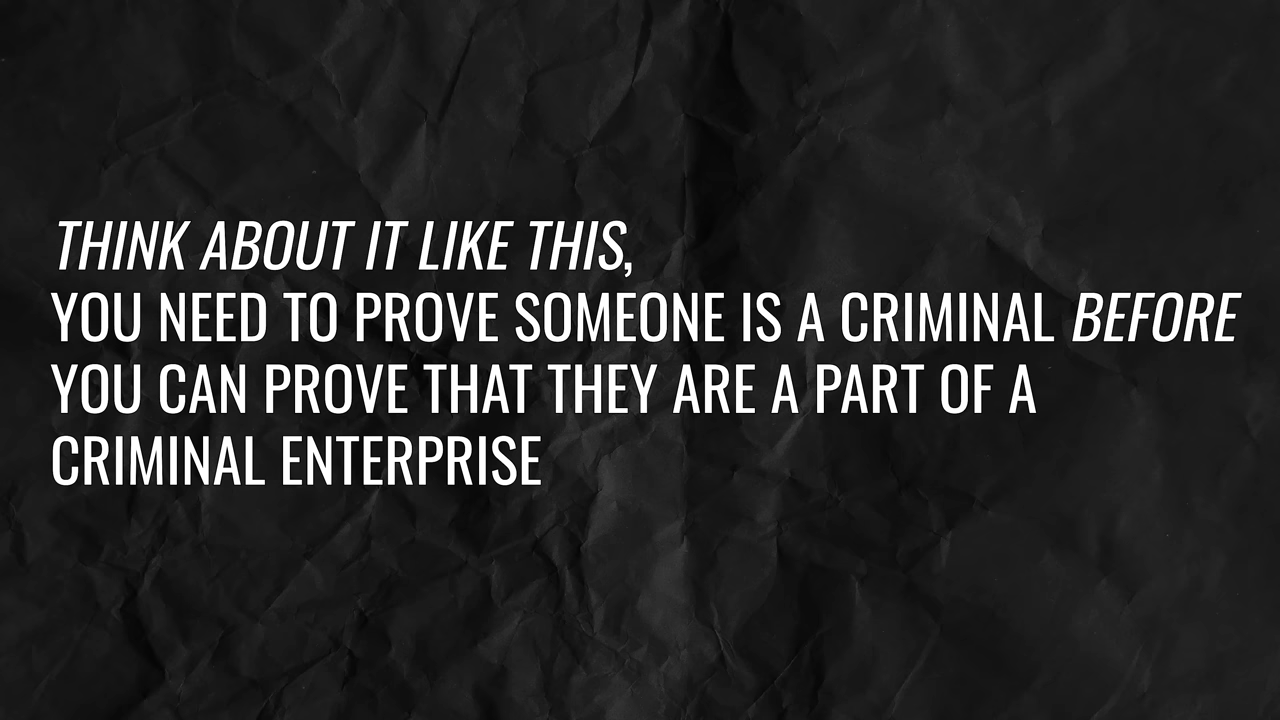 THINK ABOUT IT LIKE THIS,
YOU NEED TO PROVE SOMEONE IS A CRIMINAL BEFORE
YOU CAN PROVE THAT THEY ARE A PART OF A
CRIMINAL ENTERPRISE